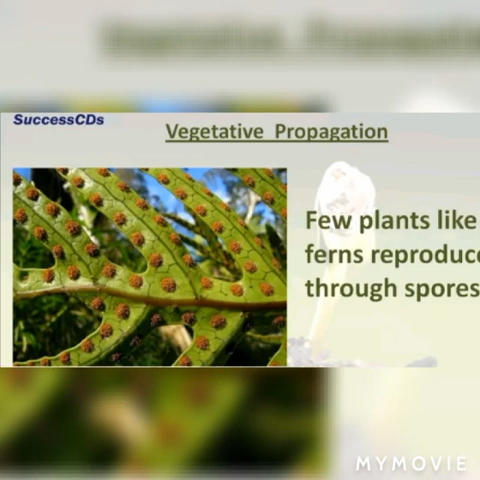 SuccessCDs
Vegetative Propagation
Few plants like
ferns reproduce
through spores
MYMOVIE